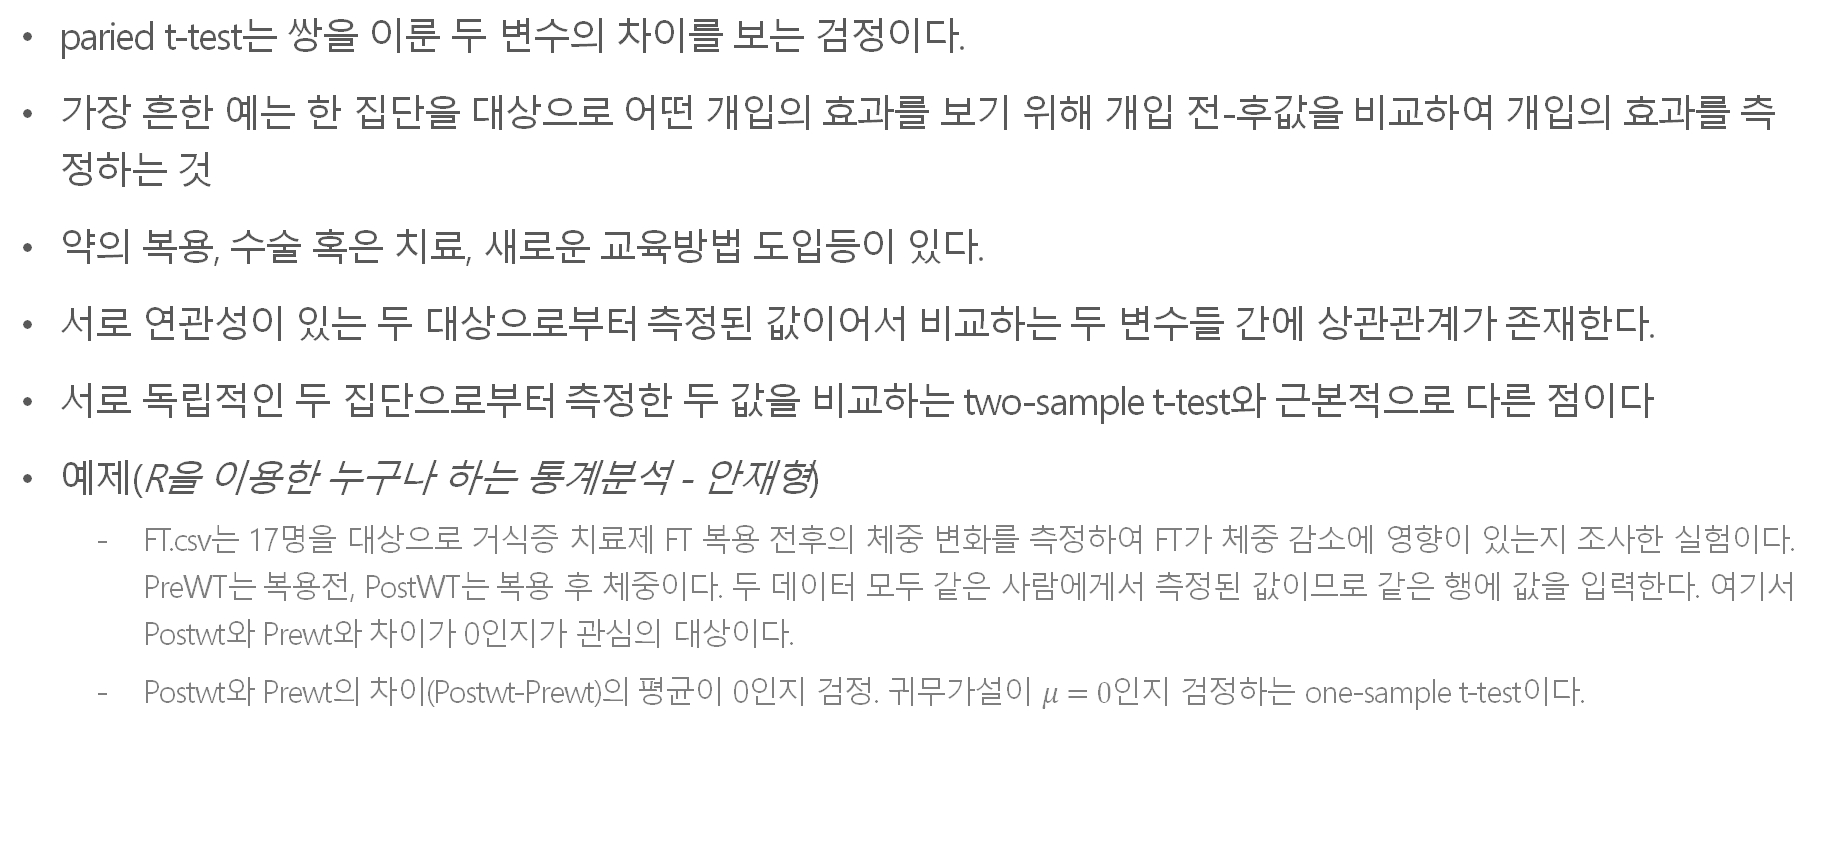 • paried t-test는 쌍을 이룬 두 변수의 차이를 보는 검정이다.
• 가장 흔한 예는 한 집단을 대상으로 어떤 개입의 효과를 보기 위해 개입 전-후값을 비교하여 개입의 효과를 측
정하는 것
• 약의 복용, 수술 혹은 치료, 새로운 교육방법 도입등이 있다.
• 서로 연관성이 있는 두 대상으로부터 측정된 값이어서 비교하는 두 변수들 간에 상관관계가 존재한다.
• 서로 독립적인 두 집단으로부터 측정한 두 값을 비교하는 two-sample t-test와 근본적으로 다른 점이다
• 예제(R을 이용한 누구나 하는 통계분석 - 안재형)
- FT.csv는 17명을 대상으로 거식증 치료제 FT 복용 전후의 체중 변화를 측정하여 FT가 체중 감소에 영향이 있는지 조사한 실험이다.
PreWT는 복용전, PostWT는 복용 후 체중이다. 두 데이터 모두 같은 사람에게서 측정된 값이므로 같은 행에 값을 입력한다. 여기서
Postwt와 Prewt와 차이가 0인지가 관심의 대상이다.
- Postwt와 Prewt의 차이(Postwt-Prewt)의 평균이 0인지 검정. 귀무가설이 μ = 0인지 검정하는 one-sample t-test이다.